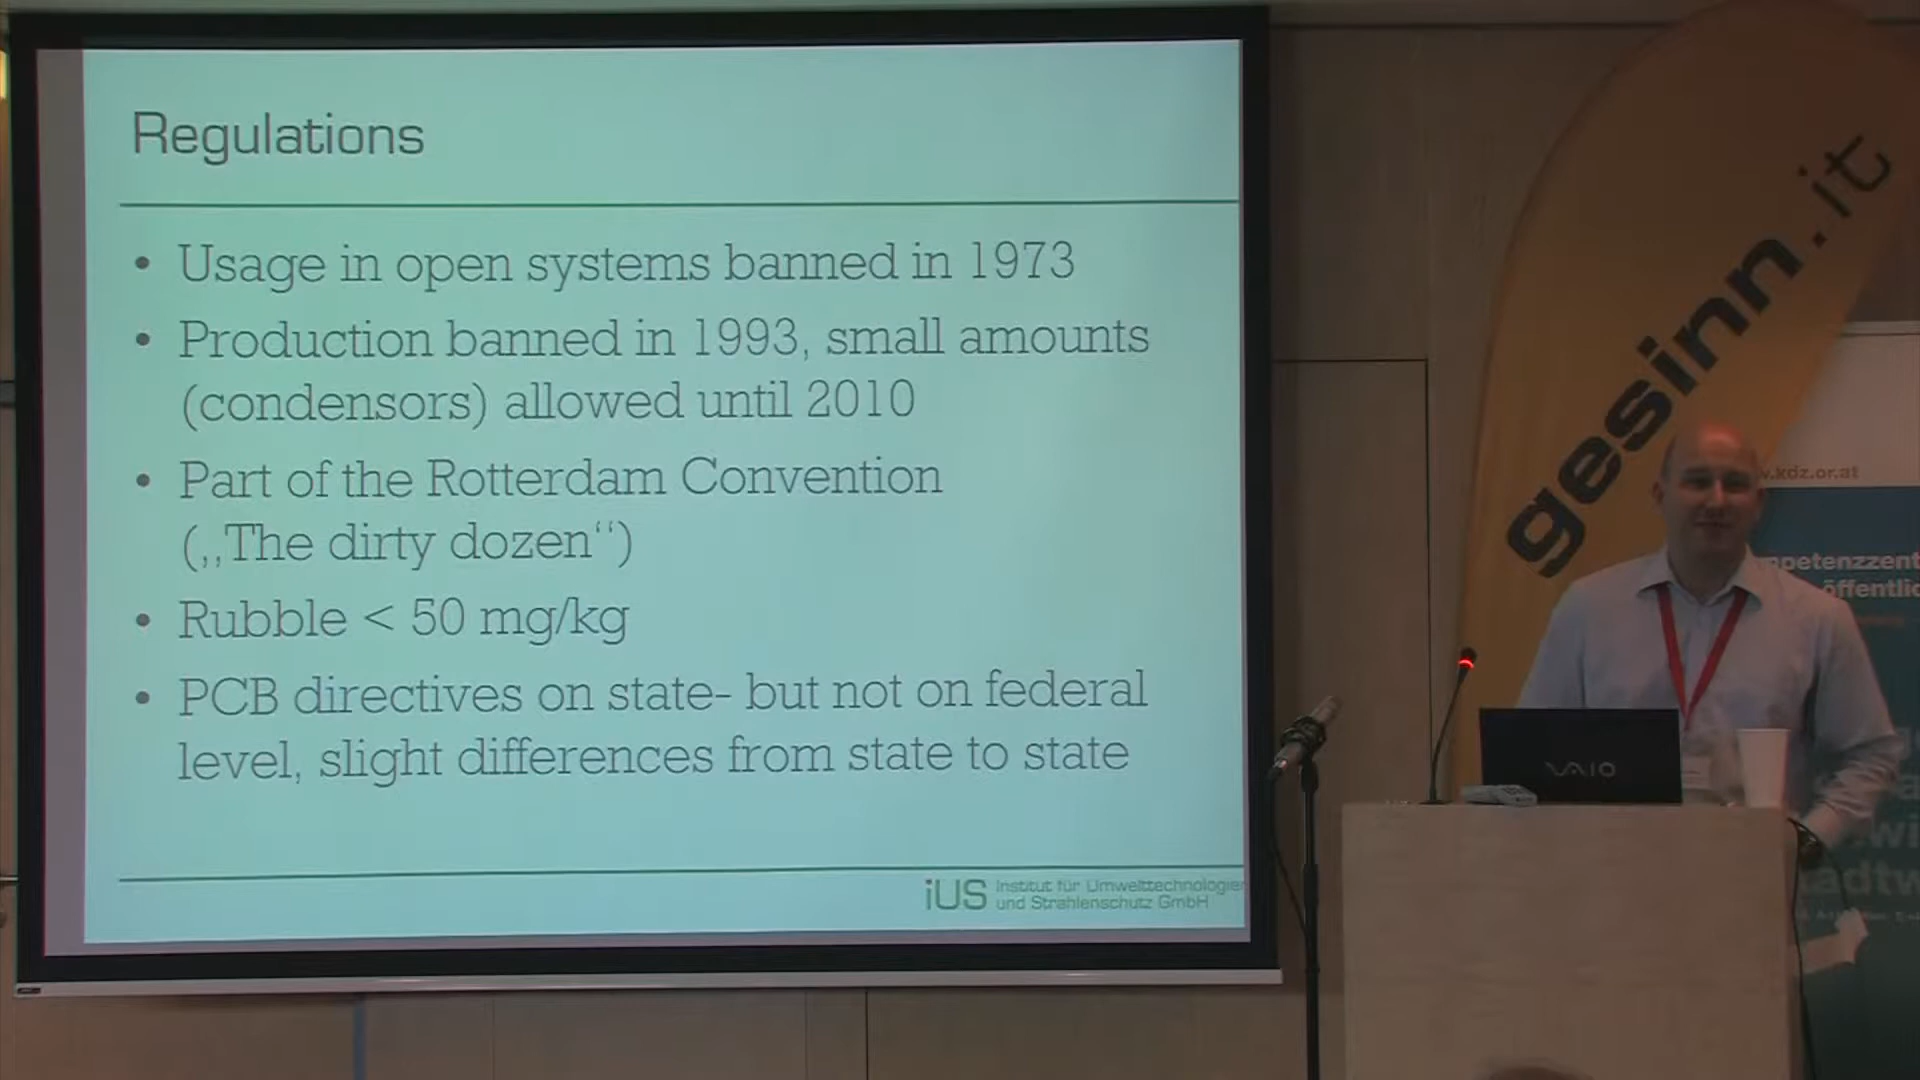 Regulations
• Usage in open systems banned in 1973
• Production banned in 1993, small amounts
(condensors) allowed until 2010
• Part of the Rotterdam Convention
(„The dirty dozen“)
• Rubble < 50 mg/kg
• PCB directives on state- but not on federal
level, slight differences from state to state
iUS Institut für Umwelttechnologien
und Strahlenschutz GmbH
gesinn.it
.kdz.or.at
petenzzent
öffentlic
VAIO